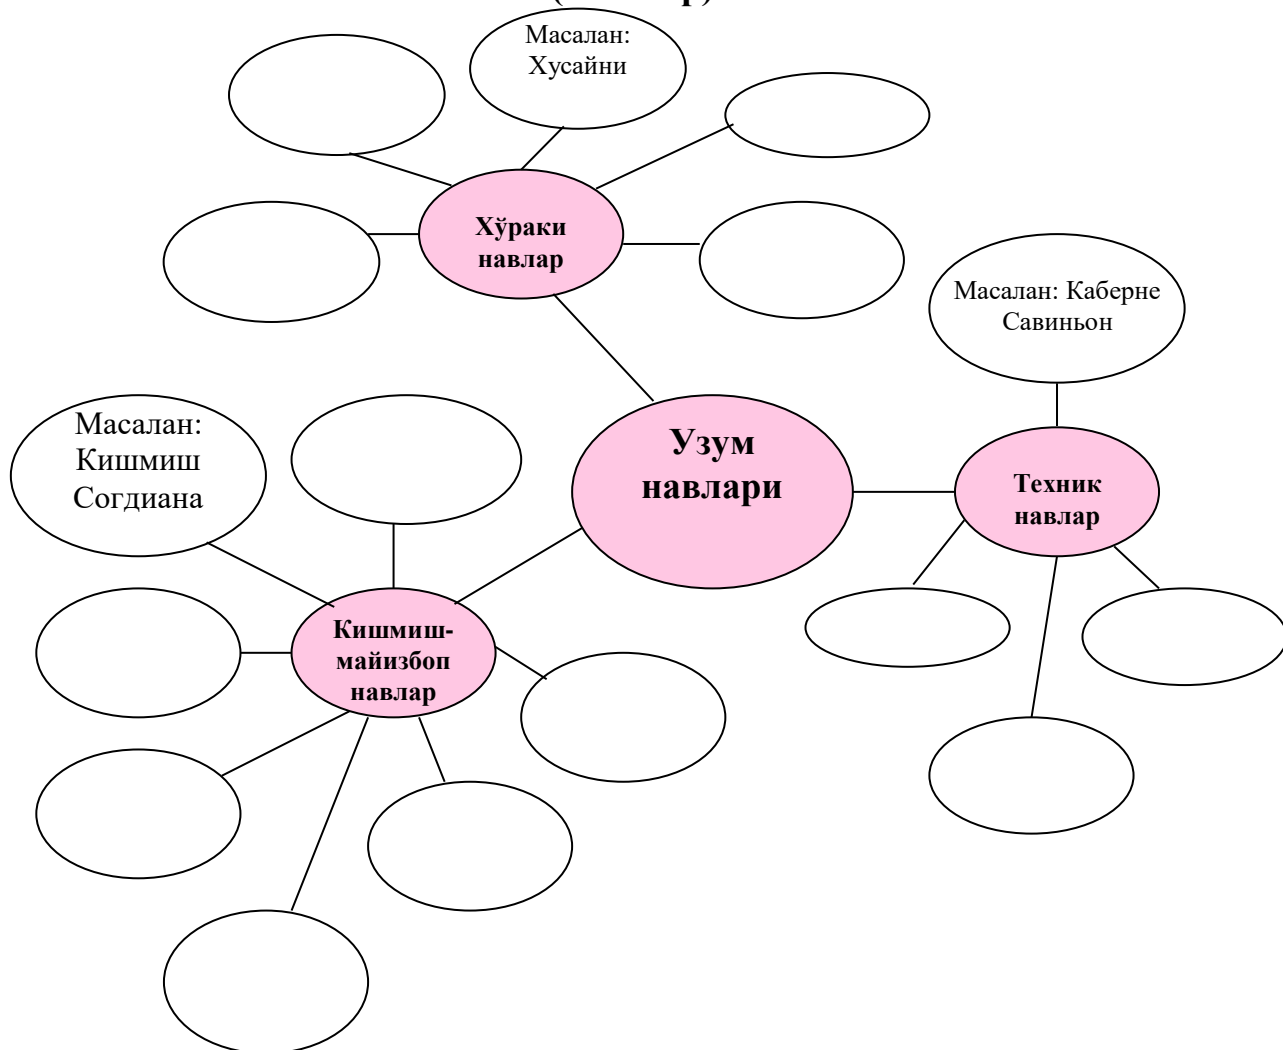 Масалан:
Хусайни
Хўраки
навлар
Масалан: Каберне
Савиньон
Масалан:
Кишмиш
Согдиана
Узум
навлари
Техник
навлар
Кишмиш-
майизбоп
навлар